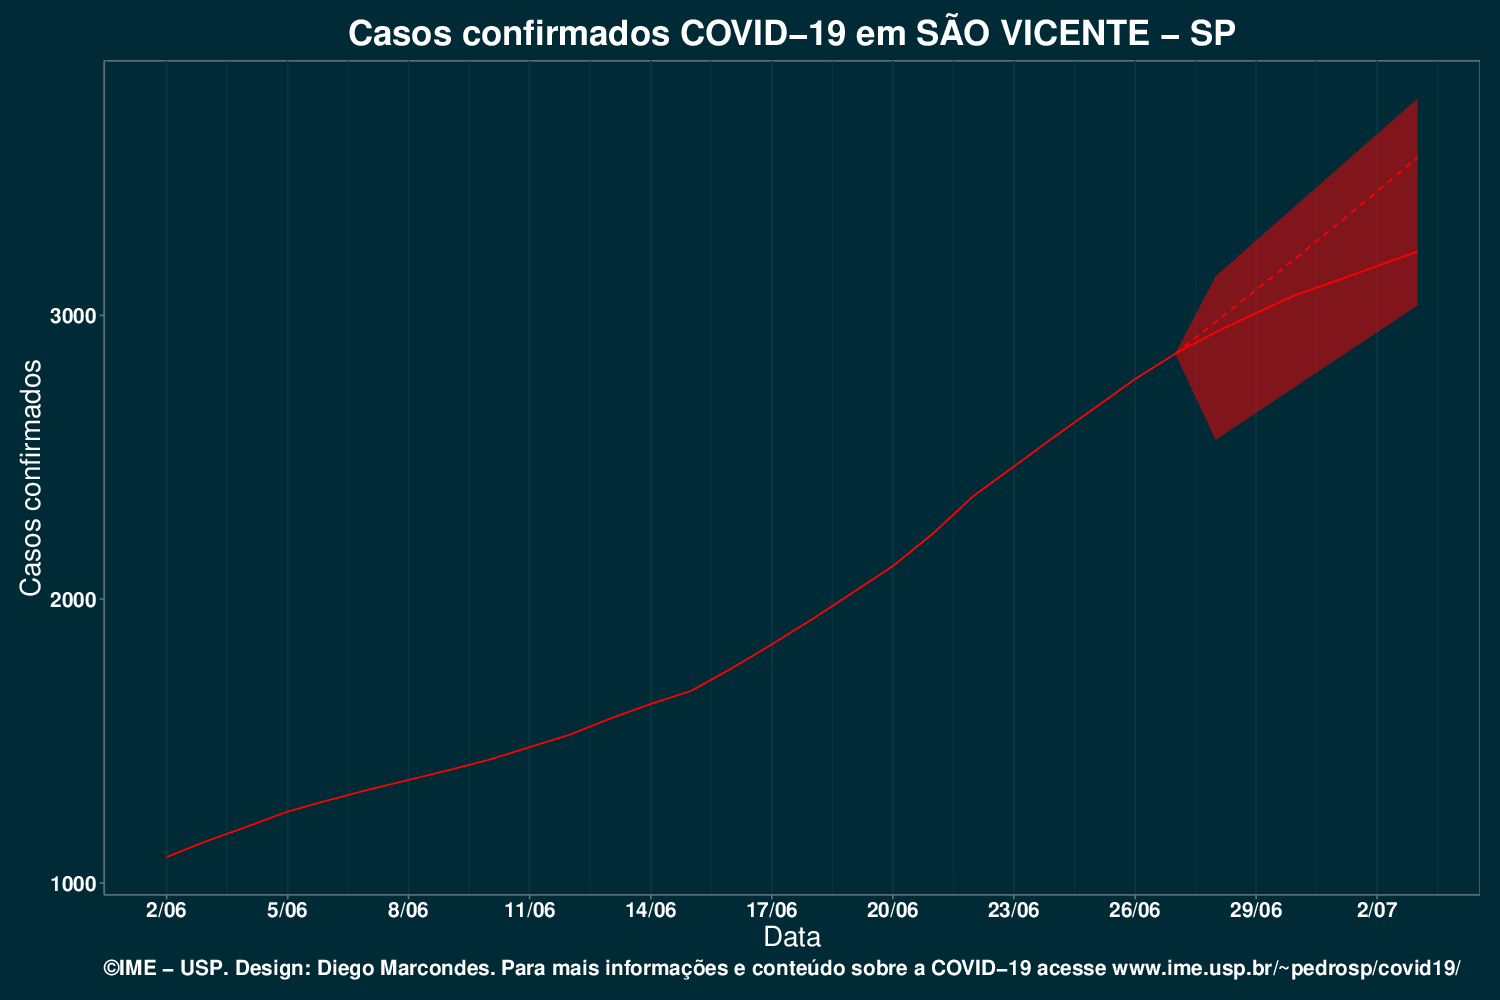 Casos confirmados COVID−19 em SÃO VICENTE − SP
Casos confirmados
3000
2000
1000
2/06 5/06 8/06 11/06 14/06 17/06 20/06 23/06 26/06 29/06 2/07
Data
©IME − USP. Design: Diego Marcondes. Para mais informações e conteúdo sobre a COVID−19 acesse www.ime.usp.br/~pedrosp/covid19/